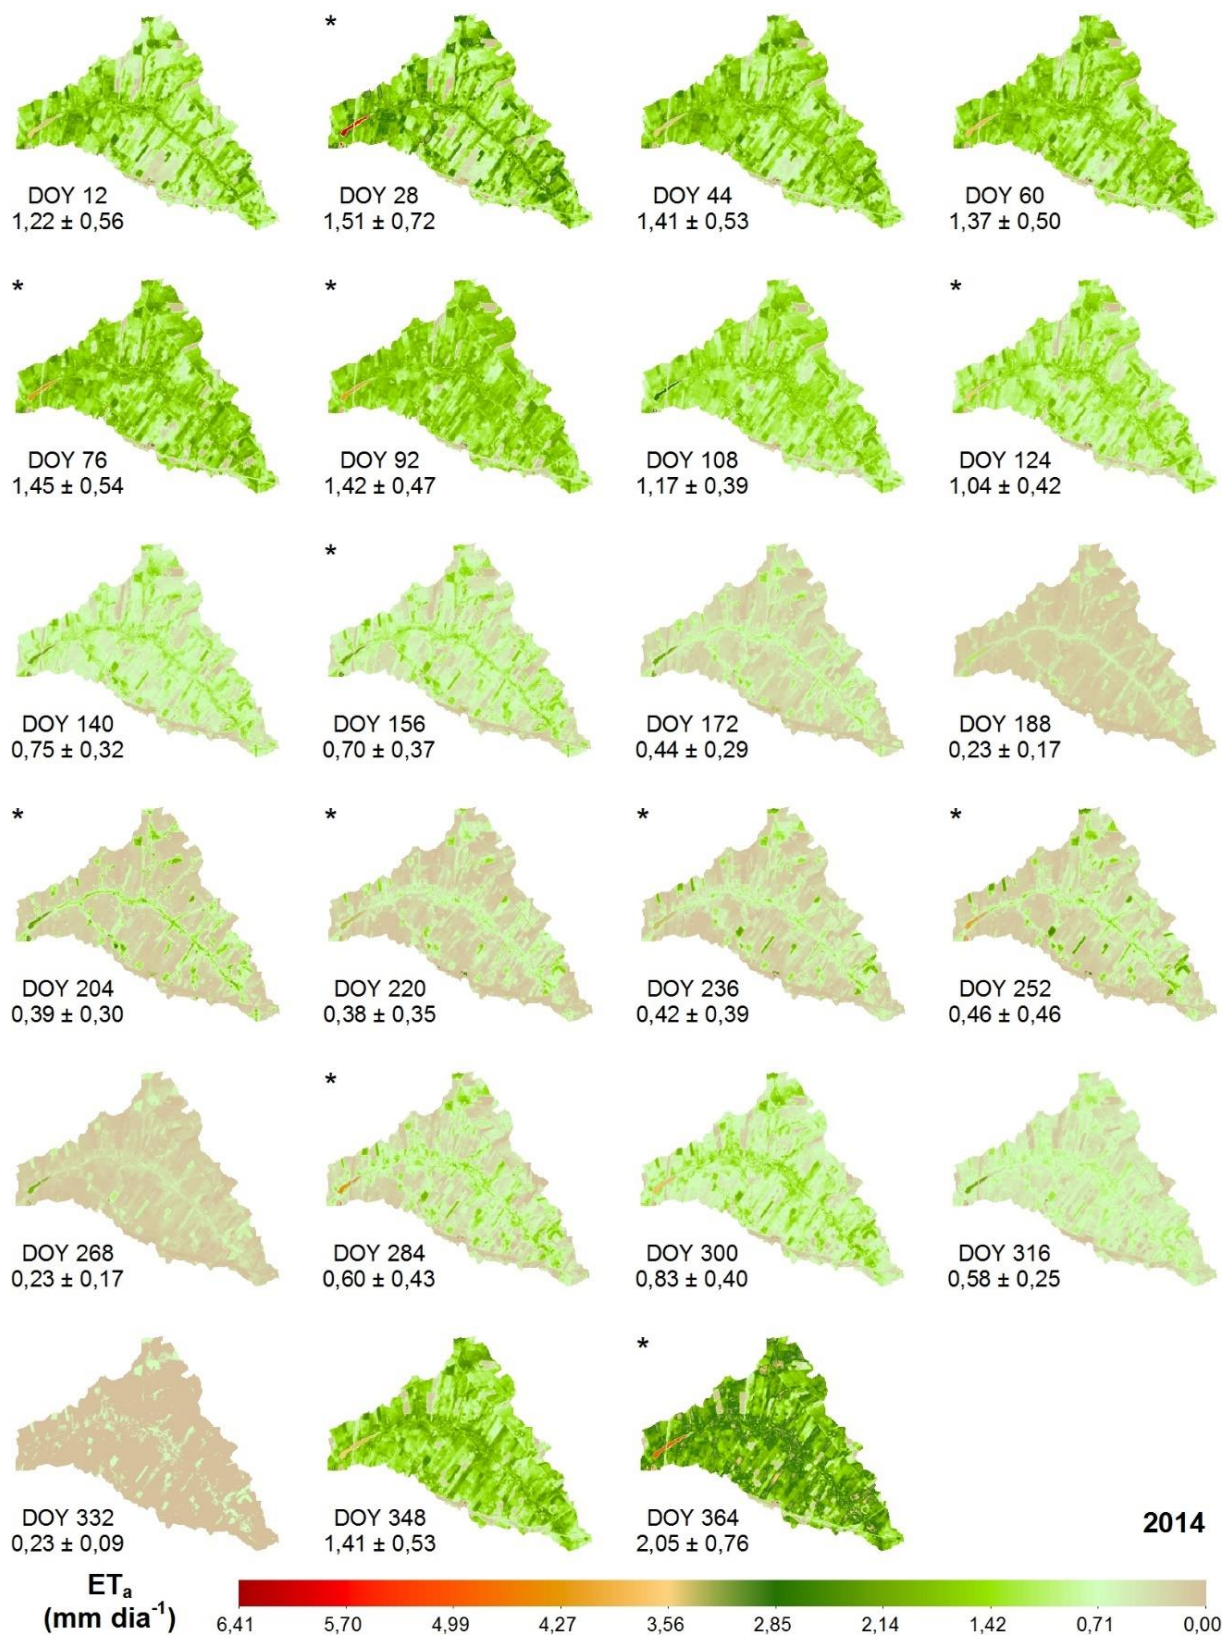 *
DOY 12 DOY 28 DOY 44 DOY 60
1,22 ± 0,56 1,51 ± 0,72 1,41 ± 0,53 1,37 ± 0,50
* * *
DOY 76 DOY 92 DOY 108 DOY 124
1,45 ± 0,54 1,42 ± 0,47 1,17 ± 0,39 1,04 ± 0,42
*
DOY 140 DOY 156 DOY 172 DOY 188
0,75 ± 0,32 0,70 ± 0,37 0,44 ± 0,29 0,23 ± 0,17
* * * *
DOY 204 DOY 220 DOY 236 DOY 252
0,39 ± 0,30 0,38 ± 0,35 0,42 ± 0,39 0,46 ± 0,46
*
DOY 268 DOY 284 DOY 300 DOY 316
0,23 ± 0,17 0,60 ± 0,43 0,83 ± 0,40 0,58 ± 0,25
*
DOY 332 DOY 348 DOY 364
0,23 ± 0,09 1,41 ± 0,53 2,05 ± 0,76
2014
ETₐ
(mm dia⁻¹)
6,41 5,70 4,99 4,27 3,56 2,85 2,14 1,42 0,71 0,00